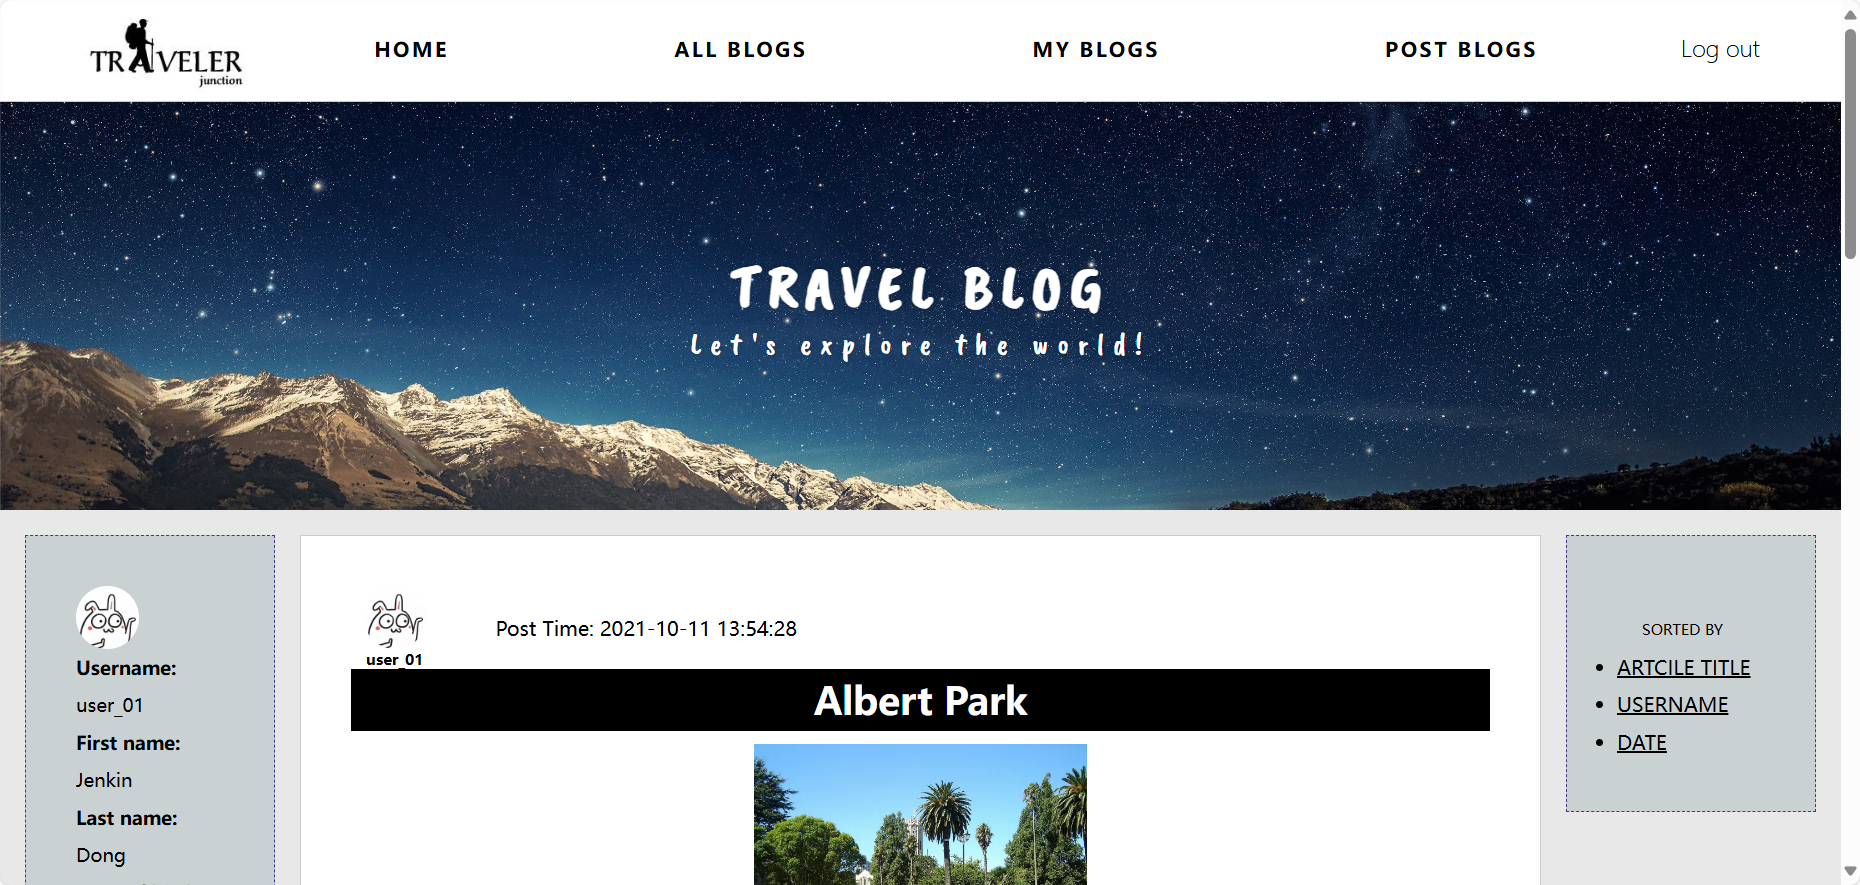 TRAVELER
junction
HOME
ALL BLOGS
MY BLOGS
POST BLOGS
Log out
TRAVEL BLOG
Let's explore the world!
Username:
user_01
First name:
Jenkin
Last name:
Dong
user_01
Post Time: 2021-10-11 13:54:28
Albert Park
SORTED BY
ARTCILE TITLE
USERNAME
DATE